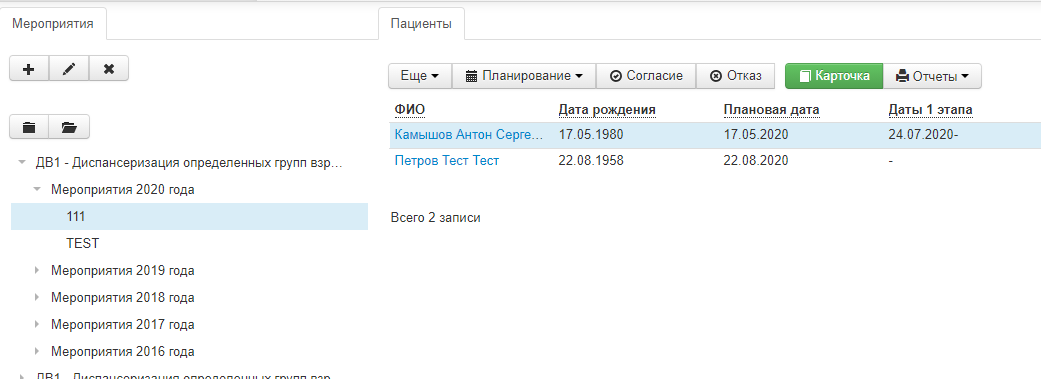 Мероприятия
Пациенты
Еще Планирование Согласие Отказ Карточка Отчеты
ФИО Дата рождения Плановая дата Даты 1 этапа
Камышов Антон Серге... 17.05.1980 17.05.2020 24.07.2020-
Петров Тест Тест 22.08.1958 22.08.2020 -
Всего 2 записи
ДВ1 - Диспансеризация определенных групп взр...
Мероприятия 2020 года
111
TEST
Мероприятия 2019 года
Мероприятия 2018 года
Мероприятия 2017 года
Мероприятия 2016 года
ДВ1 - Диспансеризация определенных групп взр...